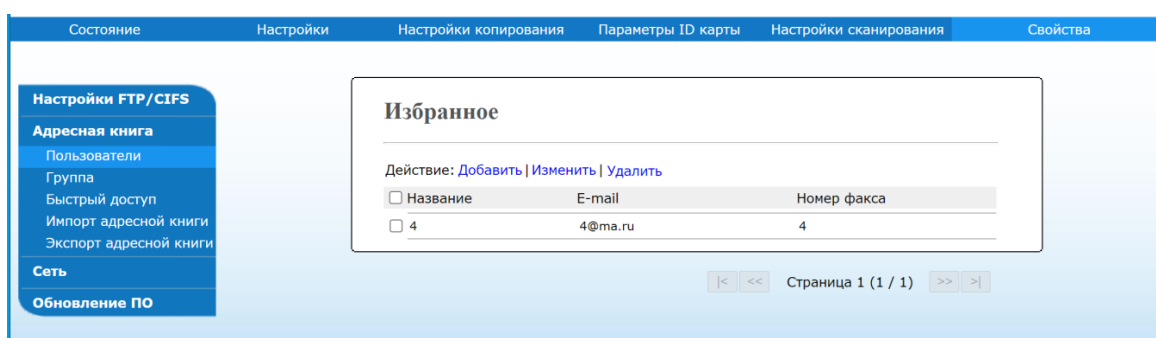 Состояние Настройки Настройки копирования Параметры ID карты Настройки сканирования Свойства
Настройки FTP/CIFS
Адресная книга
Пользователи
Группа
Быстрый доступ
Импорт адресной книги
Экспорт адресной книги
Сеть
Обновление ПО
Избранное
Действие: Добавить | Изменить | Удалить
Название E-mail Номер факса
4 4@ma.ru 4
|< << Страница 1 (1 / 1) >> >|